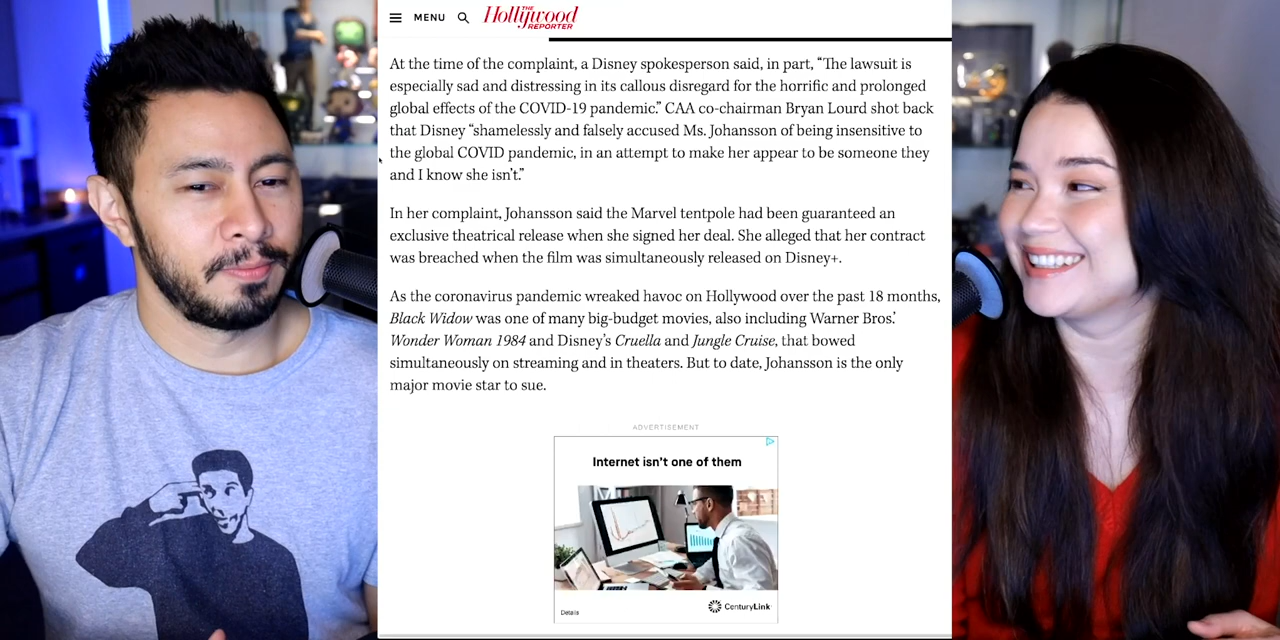 MENU
THE
Hollywood
REPORTER
At the time of the complaint, a Disney spokesperson said, in part, “The lawsuit is
especially sad and distressing in its callous disregard for the horrific and prolonged
global effects of the COVID-19 pandemic.” CAA co-chairman Bryan Lourd shot back
that Disney “shamelessly and falsely accused Ms. Johansson of being insensitive to
the global COVID pandemic, in an attempt to make her appear to be someone they
and I know she isn’t.”
In her complaint, Johansson said the Marvel tentpole had been guaranteed an
exclusive theatrical release when she signed her deal. She alleged that her contract
was breached when the film was simultaneously released on Disney+.
As the coronavirus pandemic wreaked havoc on Hollywood over the past 18 months,
Black Widow was one of many big-budget movies, also including Warner Bros.’
Wonder Woman 1984 and Disney’s Cruella and Jungle Cruise, that bowed
simultaneously on streaming and in theaters. But to date, Johansson is the only
major movie star to sue.
ADVERTISEMENT
Internet isn’t one of them
Details
CenturyLink